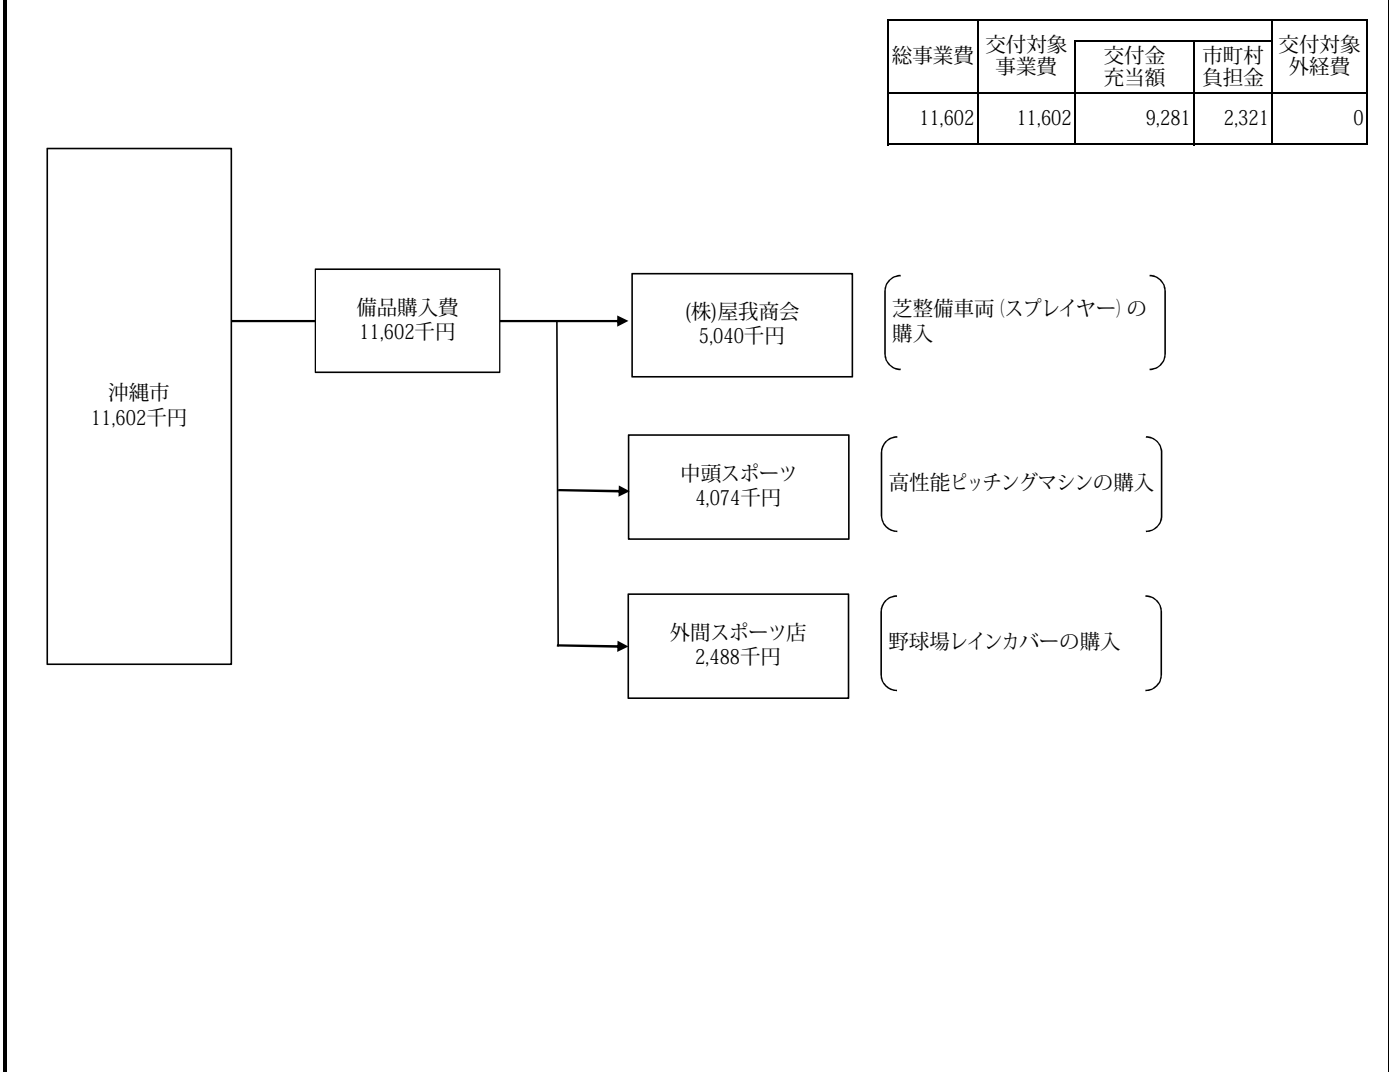 総事業費
交付対象
事業費
交付金
充当額
市町村
負担金
交付対象
外経費
11,602
11,602
9,281
2,321
0
沖縄市
11,602千円
備品購入費
11,602千円
(株)屋我商会
5,040千円
芝整備車両(スプレイヤー)の
購入
中頭スポーツ
4,074千円
高性能ピッチングマシンの購入
外間スポーツ店
2,488千円
野球場レインカバーの購入